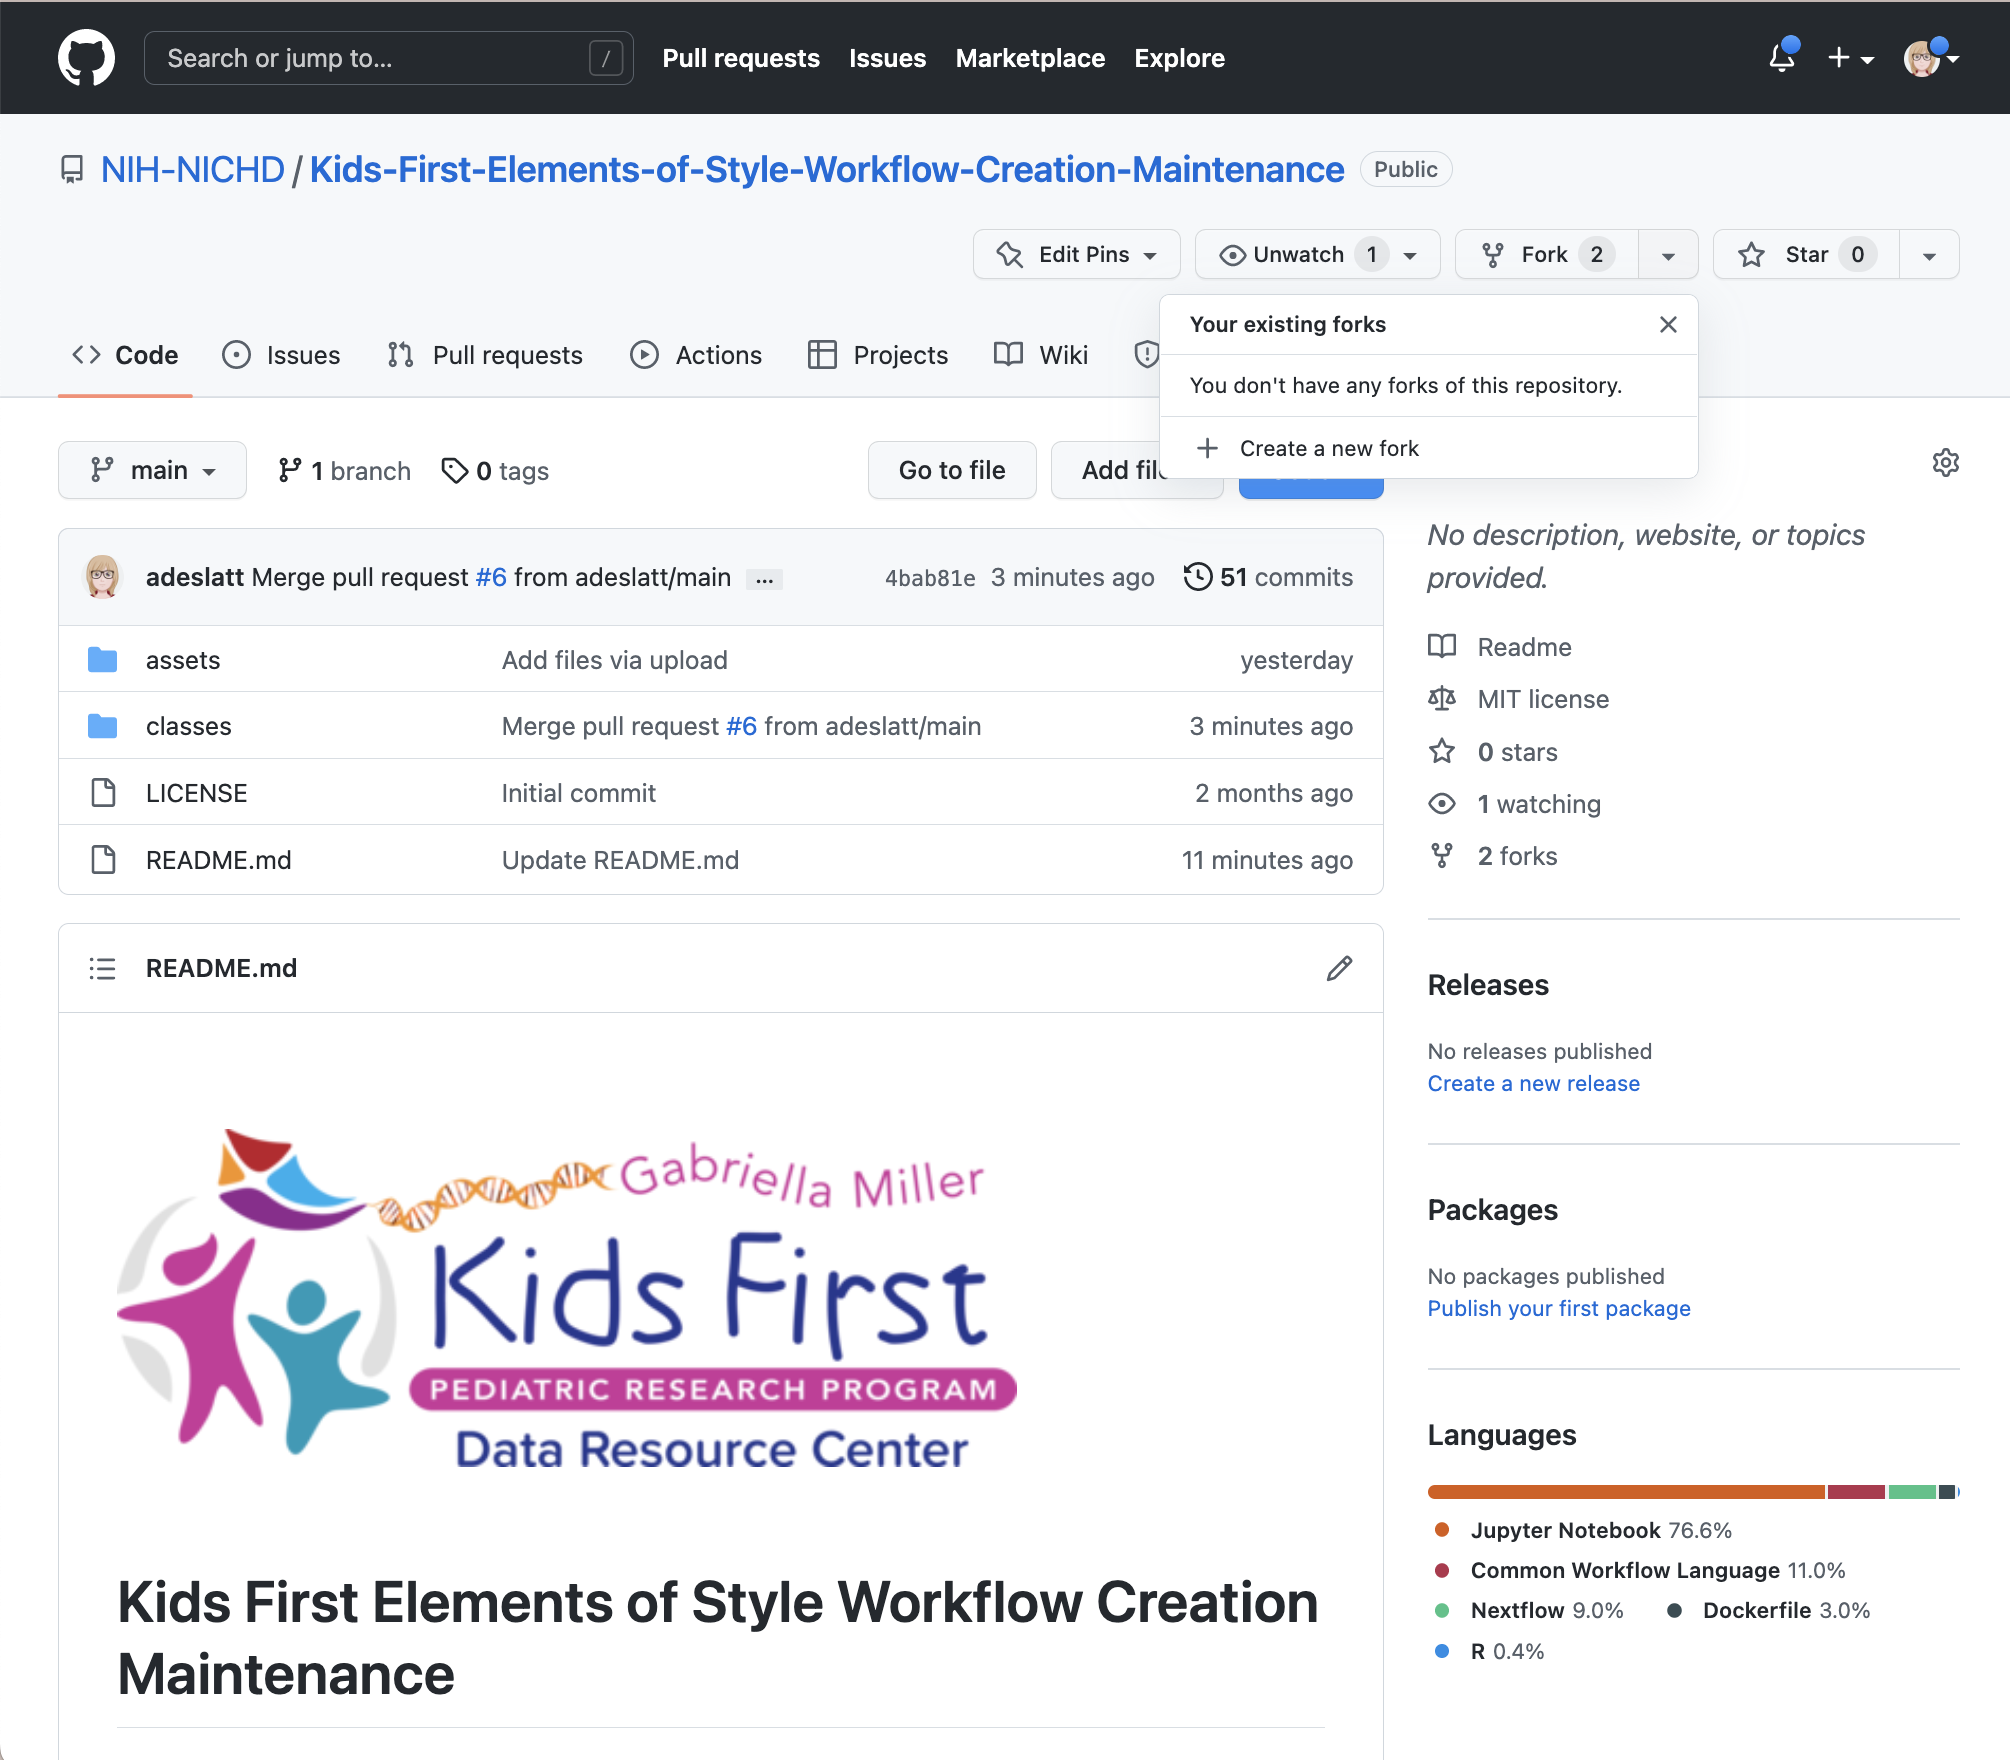 Search or jump to... /
Pull requests Issues Marketplace Explore
NIH-NICHD / Kids-First-Elements-of-Style-Workflow-Creation-Maintenance Public
Edit Pins Unwatch 1 Fork 2 Star 0
Your existing forks
You don't have any forks of this repository.
Create a new fork
Code Issues Pull requests Actions Projects Wiki
main 1 branch 0 tags Go to file Add file
adeslatt Merge pull request #6 from adeslatt/main ... 4bab81e 3 minutes ago 51 commits
assets Add files via upload yesterday
classes Merge pull request #6 from adeslatt/main 3 minutes ago
LICENSE Initial commit 2 months ago
README.md Update README.md 11 minutes ago
README.md
Gabriella Miller
Kids First
PEDIATRIC RESEARCH PROGRAM
Data Resource Center
Kids First Elements of Style Workflow Creation
Maintenance
No description, website, or topics
provided.
Readme
MIT license
0 stars
1 watching
2 forks
Releases
No releases published
Create a new release
Packages
No packages published
Publish your first package
Languages
Jupyter Notebook 76.6%
Common Workflow Language 11.0%
Nextflow 9.0% Dockerfile 3.0%
R 0.4%